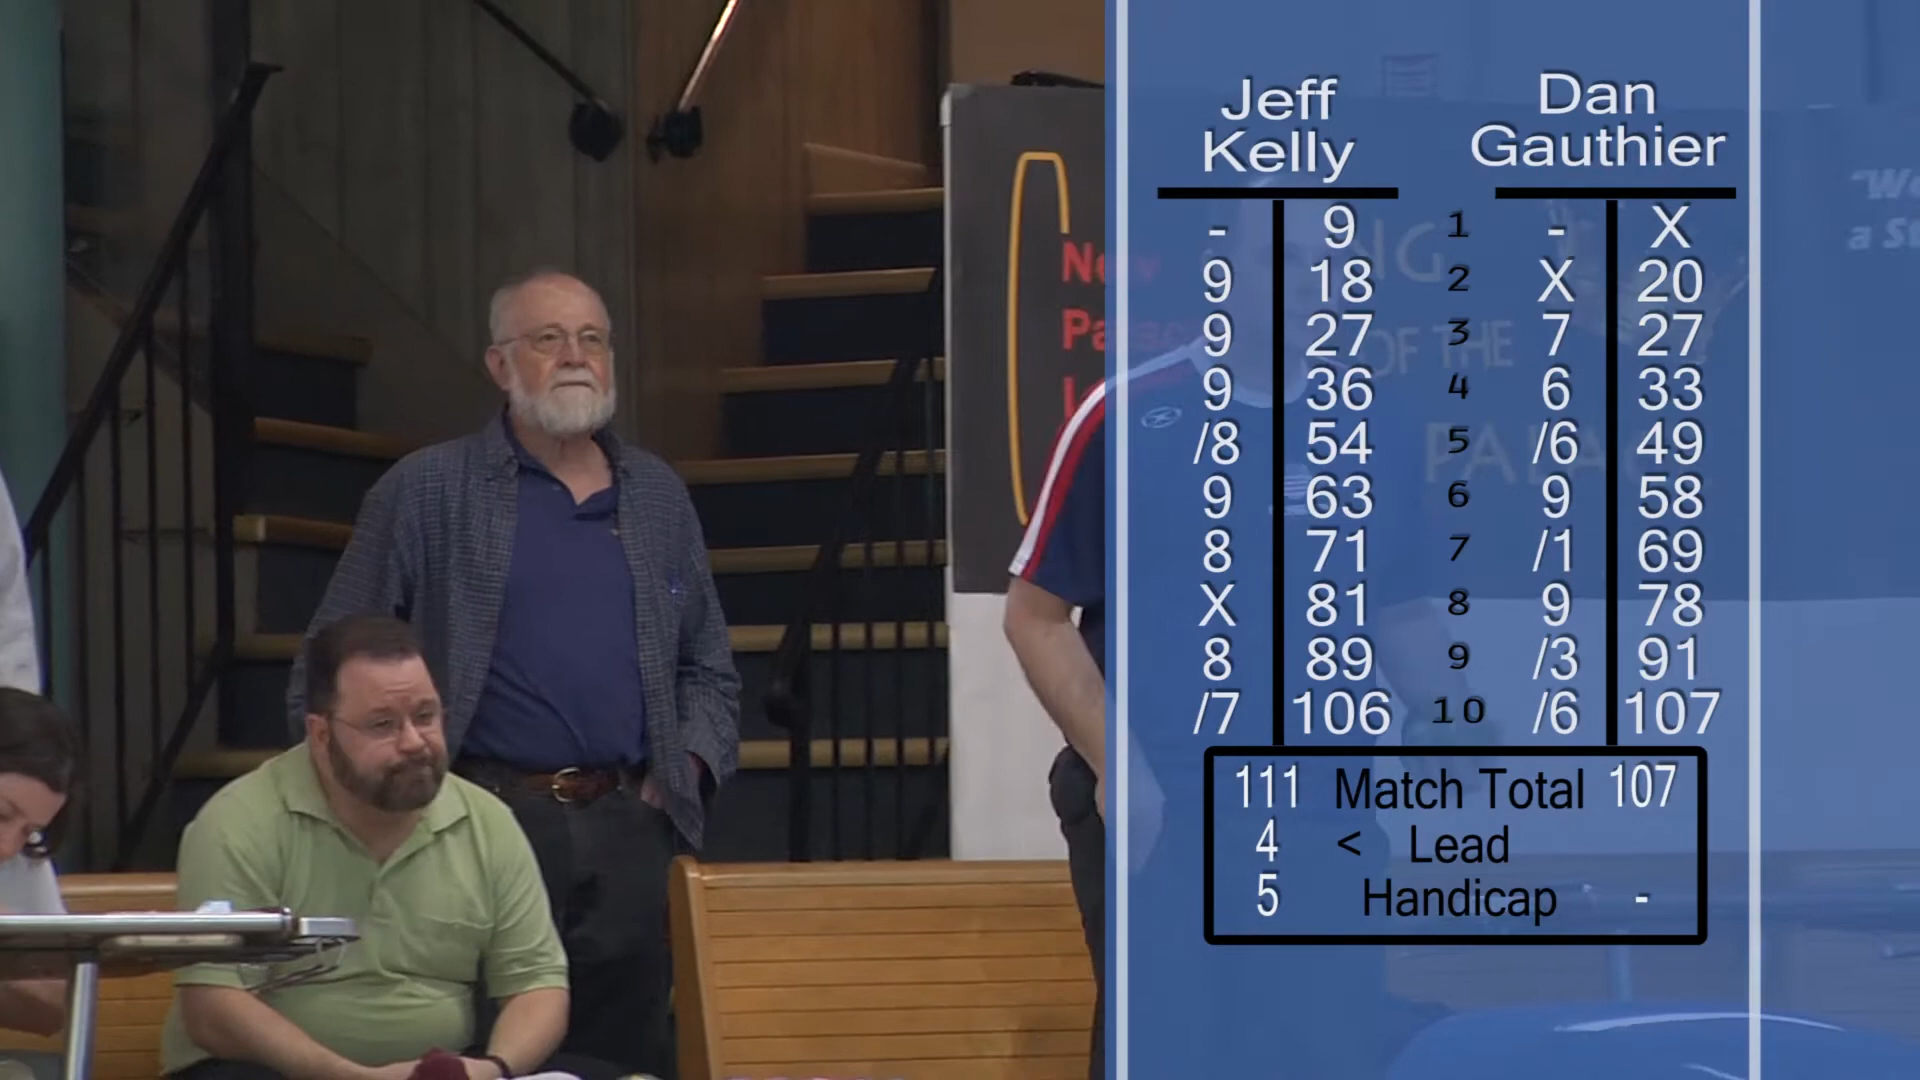 Jeff
Kelly
Dan
Gauthier
- 9 1 - X
9 18 2 X 20
9 27 3 7 27
9 36 4 6 33
/8 54 5 /6 49
9 63 6 9 58
8 71 7 /1 69
X 81 8 9 78
8 89 9 /3 91
/7 106 10 /6 107
111 Match Total 107
4 < Lead
5 Handicap -
OF THE